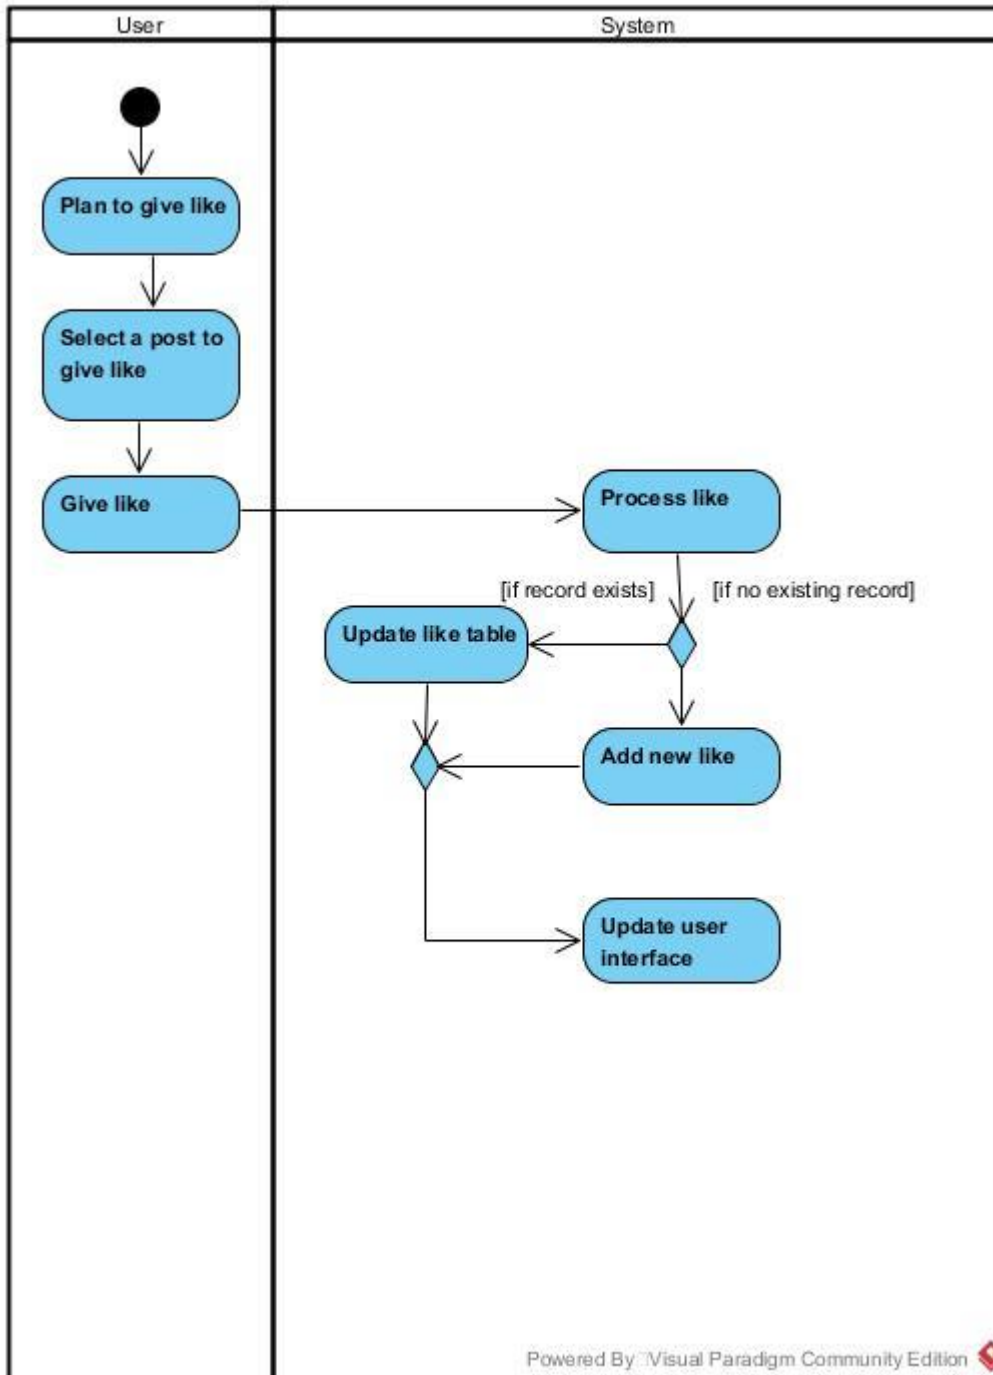 User
System
Plan to give like
Select a post to
give like
Give like
Process like
[if record exists]
[if no existing record]
Update like table
Add new like
Update user
interface
Powered By Visual Paradigm Community Edition